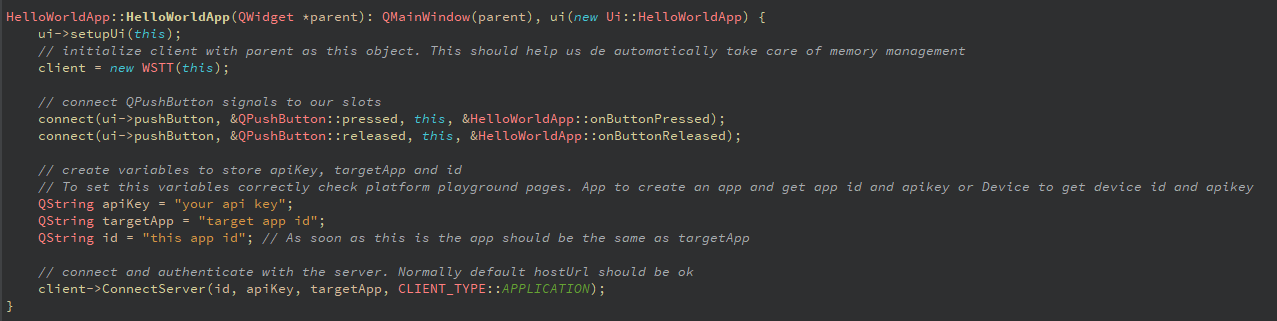 HelloWorldApp::HelloWorldApp(QWidget *parent): QMainWindow(parent), ui(new Ui::HelloWorldApp) {
    ui->setupUi(this);
    // initialize client with parent as this object. This should help us de automatically take care of memory management
    client = new WSTT(this);

    // connect QPushButton signals to our slots
    connect(ui->pushButton, &QPushButton::pressed, this, &HelloWorldApp::onButtonPressed);
    connect(ui->pushButton, &QPushButton::released, this, &HelloWorldApp::onButtonReleased);

    // create variables to store apiKey, targetApp and id
    // To set this variables correctly check platform playground pages. App to create an app and get app id and apikey or Device to get device id and apikey
    QString apiKey = "your api key";
    QString targetApp = "target app id";
    QString id = "this app id"; // As soon as this is the app should be the same as targetApp

    // connect and authenticate with the server. Normally default hostUrl should be ok
    client->ConnectServer(id, apiKey, targetApp, CLIENT_TYPE::APPLICATION);
}